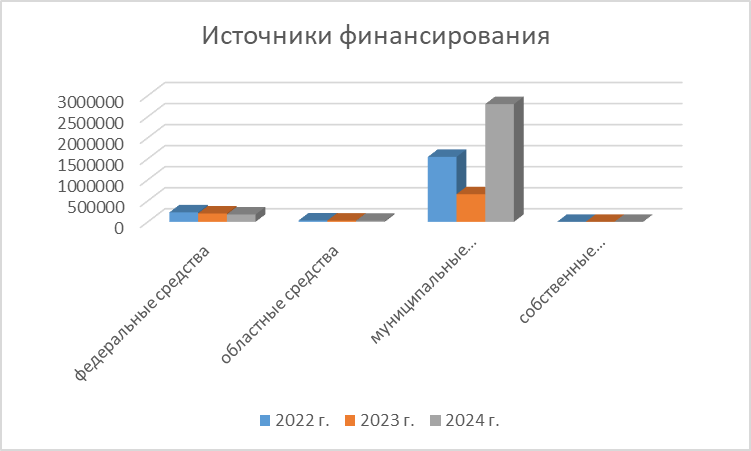 Источники финансирования
3000000
2500000
2000000
1500000
1000000
500000
0
федеральные средства
областные средства
муниципальные...
собственные...
2022 г.
2023 г.
2024 г.